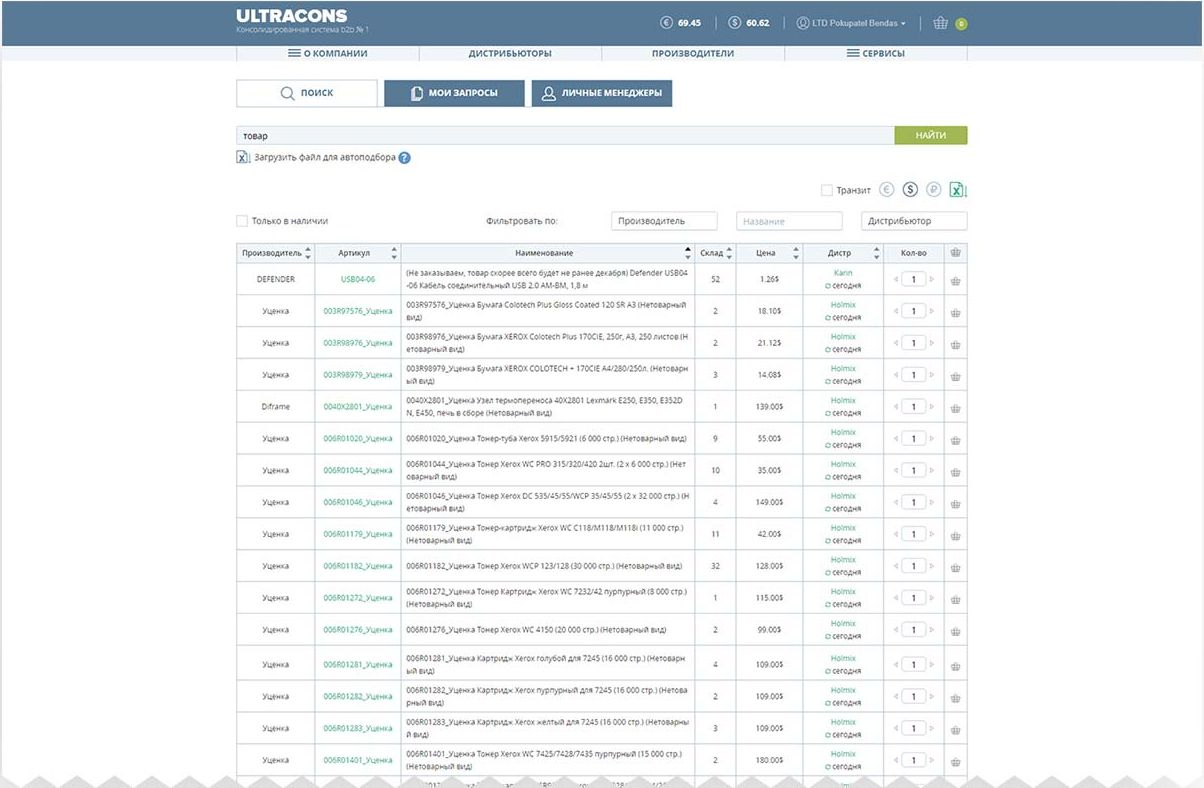 ULTRACONS
Консолидированная система b2b № 1
€ 69.45 $ 60.62 LTD Pokupatel Bendas 0
О КОМПАНИИ ДИСТРИБЬЮТОРЫ ПРОИЗВОДИТЕЛИ СЕРВИСЫ
ПОИСК МОИ ЗАПРОСЫ ЛИЧНЫЕ МЕНЕДЖЕРЫ
товар НАЙТИ
Загрузить файл для автоподбора ?
Транзит € $ ₽
Только в наличии Фильтровать по: Производитель Название Дистрибьютор
Производитель Артикул Наименование Склад Цена Дистр Кол-во
DEFENDER USB04-06 (Не заказываем, товар скорее всего будет не ранее декабря) Defender USB04 52 1.26$ Karin 1
-06 Кабель соединительный USB 2.0 AM-BM, 1,8 м сегодня
Уценка 003R97576_Уценка 003R97576_Уценка Бумага Colotech Plus Gloss Coated 120 SR A3 (Нетоварный 2 18.10$ Holmix 1
вид) сегодня
Уценка 003R98976_Уценка 003R98976_Уценка Бумага XEROX Colotech Plus 170CIE, 250г, A3, 250 листов (Н 2 21.12$ Holmix 1
етоварный вид) сегодня
Уценка 003R98979_Уценка 003R98979_Уценка Бумага XEROX COLOTECH + 170CIE A4/280/250л. (Нетоварн 3 14.08$ Holmix 1
ый вид) сегодня
Diframe 0040X2801_Уценка 0040X2801_Уценка Узел термопереноса 40X2801 Lexmark E250, E350, E352D 1 139.00$ Holmix 1
N, E450, печь в сборе (Нетоварный вид) сегодня
Уценка 006R01020_Уценка 006R01020_Уценка Тонер-туба Xerox 5915/5921 (6 000 стр.) (Нетоварный вид) 9 55.00$ Holmix 1
сегодня
Уценка 006R01044_Уценка 006R01044_Уценка Тонер Xerox WC PRO 315/320/420 2шт. (2 x 6 000 стр.) (Нет 10 35.00$ Holmix 1
оварный вид) сегодня
Уценка 006R01046_Уценка 006R01046_Уценка Тонер Xerox DC 535/45/55/WCP 35/45/55 (2 x 32 000 стр.) (Н 4 149.00$ Holmix 1
етоварный вид) сегодня
Уценка 006R01179_Уценка 006R01179_Уценка Тонер-картридж Xerox WC C118/M118/M118i (11 000 стр.) 11 42.00$ Holmix 1
(Нетоварный вид) сегодня
Уценка 006R01182_Уценка 006R01182_Уценка Тонер Xerox WCP 123/128 (30 000 стр.) (Нетоварный вид) 32 128.00$ Holmix 1
сегодня
Уценка 006R01272_Уценка 006R01272_Уценка Тонер Картридж Xerox WC 7232/42 пурпурный (8 000 стр.) 1 115.00$ Holmix 1
(Нетоварный вид) сегодня
Уценка 006R01276_Уценка 006R01276_Уценка Тонер Xerox WC 4150 (20 000 стр.) (Нетоварный вид) 2 99.00$ Holmix 1
сегодня
Уценка 006R01281_Уценка 006R01281_Уценка Картридж Xerox голубой для 7245 (16 000 стр.) (Нетоварн 4 109.00$ Holmix 1
ый вид) сегодня
Уценка 006R01282_Уценка 006R01282_Уценка Картридж Xerox пурпурный для 7245 (16 000 стр.) (Нетова 2 109.00$ Holmix 1
рный вид) сегодня
Уценка 006R01283_Уценка 006R01283_Уценка Картридж Xerox желтый для 7245 (16 000 стр.) (Нетоварны 3 109.00$ Holmix 1
й вид) сегодня
Уценка 006R01401_Уценка 006R01401_Уценка Тонер Xerox WC 7425/7428/7435 пурпурный (15 000 стр.) 2 180.00$ Holmix 1
(Нетоварный вид) сегодня